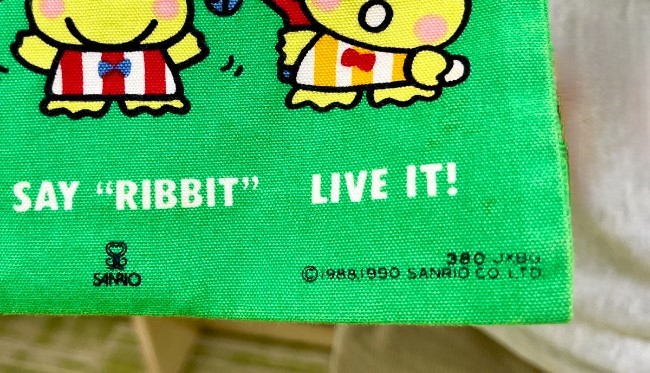 SAY “RIBBIT” LIVE IT!
SANRIO
380 JXBG
©1988,1990 SANRIO CO. LTD.